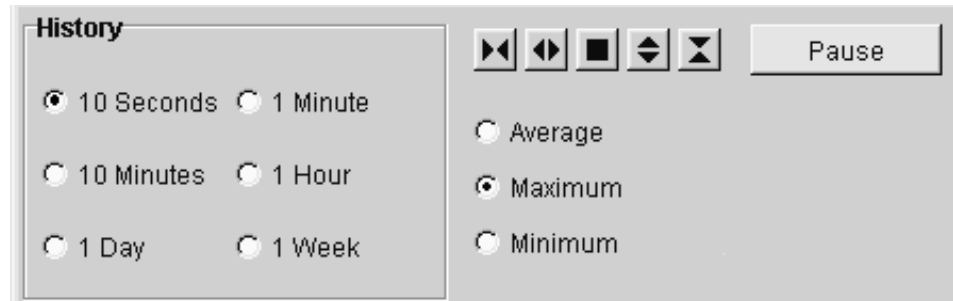 History
10 Seconds 1 Minute
10 Minutes 1 Hour
1 Day 1 Week
Pause
Average
Maximum
Minimum